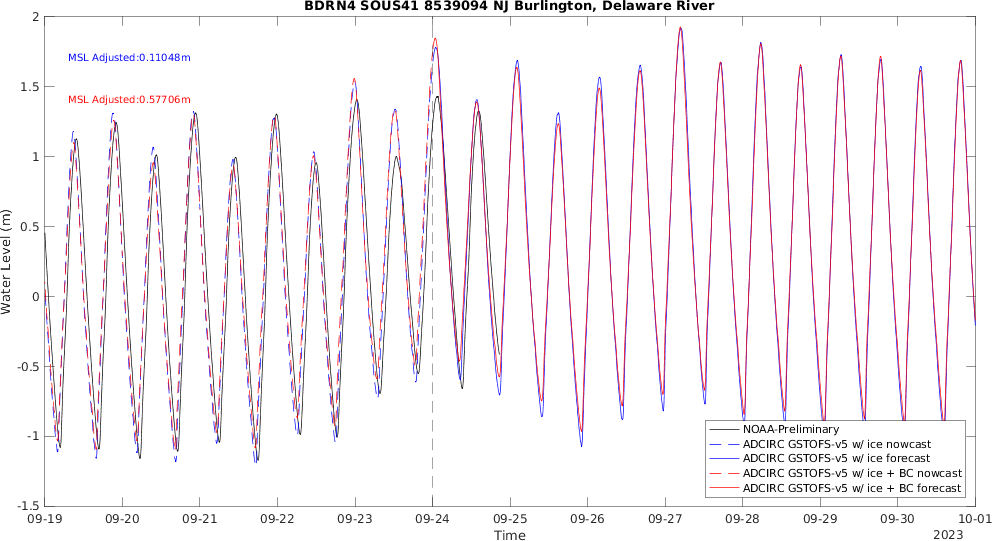 BDRN4 SOUS41 8539094 NJ Burlington, Delaware River
2
MSL Adjusted:0.11048m
1.5
MSL Adjusted:0.57706m
1
0.5
Water Level (m)
0
-0.5
-1
NOAA-Preliminary
ADCIRC GSTOFS-v5 w/ ice nowcast
ADCIRC GSTOFS-v5 w/ ice forecast
ADCIRC GSTOFS-v5 w/ ice + BC nowcast
ADCIRC GSTOFS-v5 w/ ice + BC forecast
-1.5
09-19 09-20 09-21 09-22 09-23 09-24 09-25 09-26 09-27 09-28 09-29 09-30 10-01
Time
2023